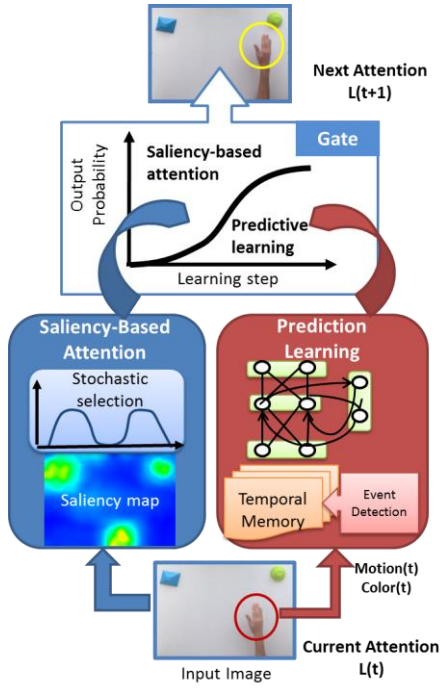 Next Attention
L(t+1)
Gate
Output
Probability
Saliency-based
attention
Predictive
learning
Learning step
Saliency-Based
Attention
Stochastic
selection
Saliency map
Prediction
Learning
Temporal
Memory
Event
Detection
Motion(t)
Color(t)
Input Image
Current Attention
L(t)